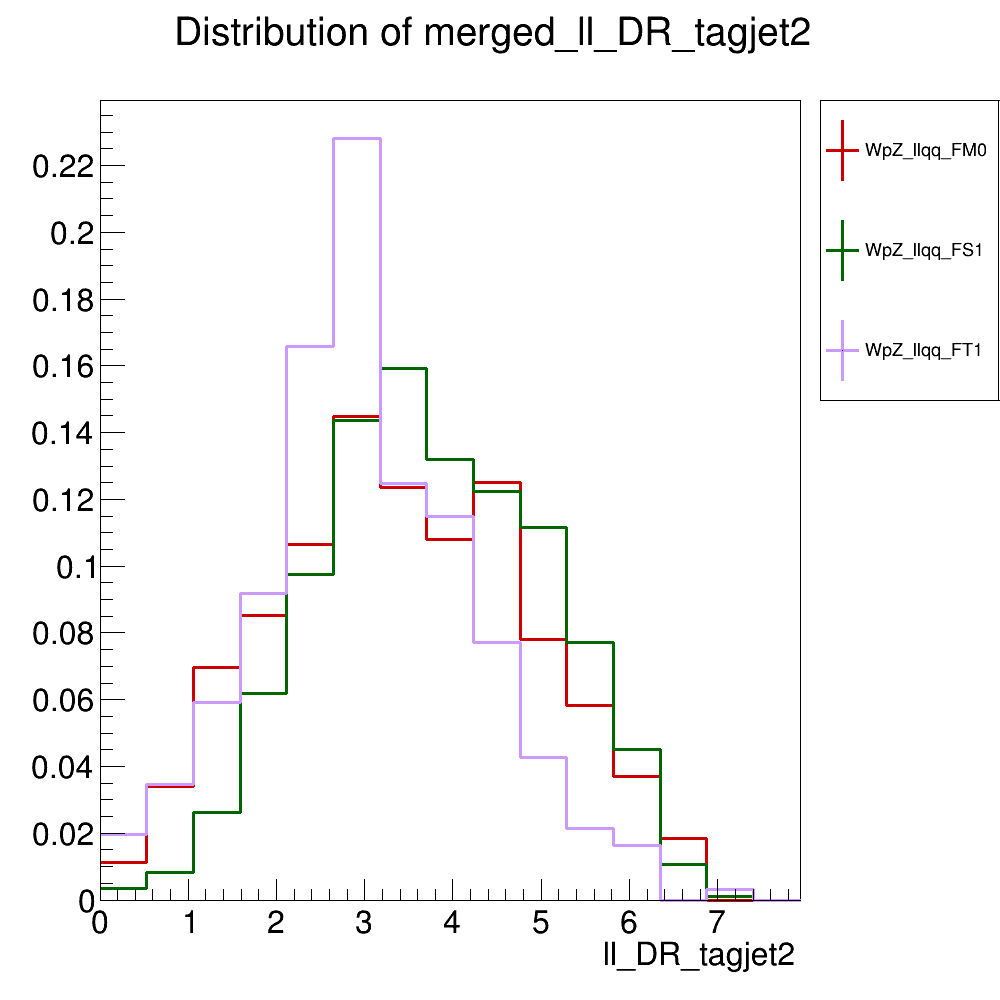 Distribution of merged_ll_DR_tagjet2
WpZ_llqq_FM0
WpZ_llqq_FS1
WpZ_llqq_FT1
0.22
0.2
0.18
0.16
0.14
0.12
0.1
0.08
0.06
0.04
0.02
0
0 1 2 3 4 5 6 7
ll_DR_tagjet2